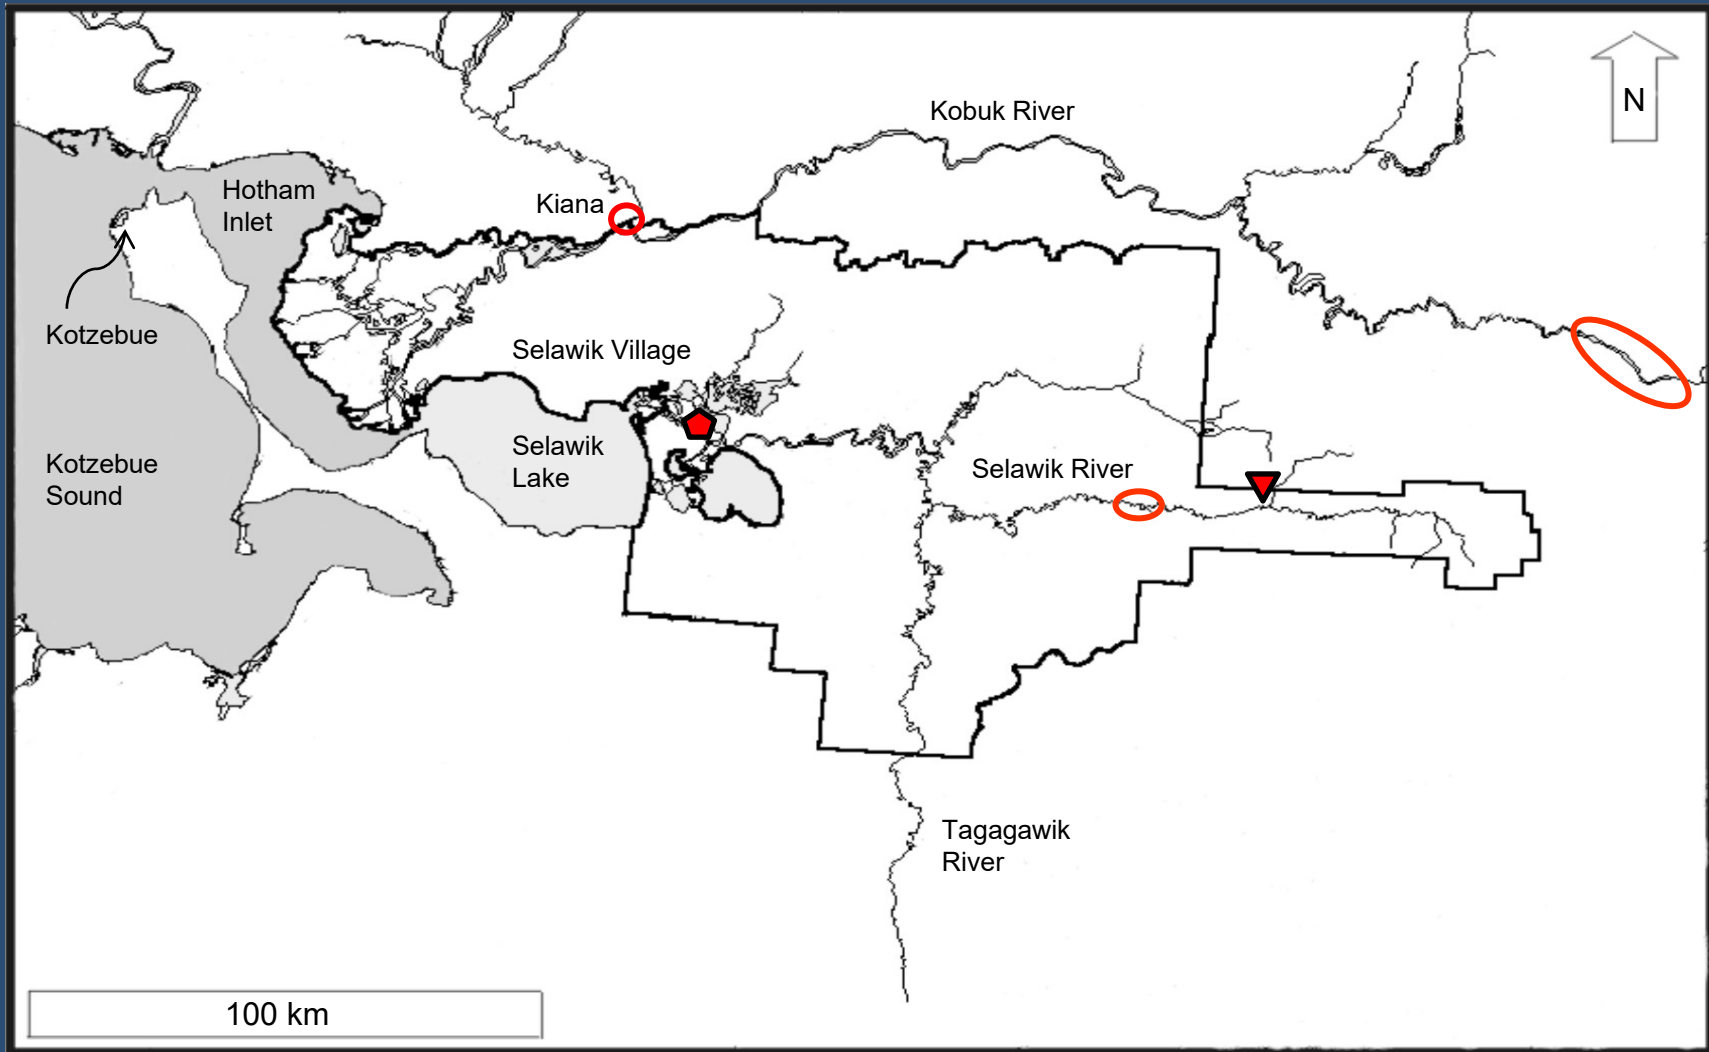 N
Kobuk River
Hotham
Inlet
Kiana
Kotzebue
Selawik Village
Selawik
Lake
Kotzebue
Sound
Selawik River
Tagagawik
River
100 km